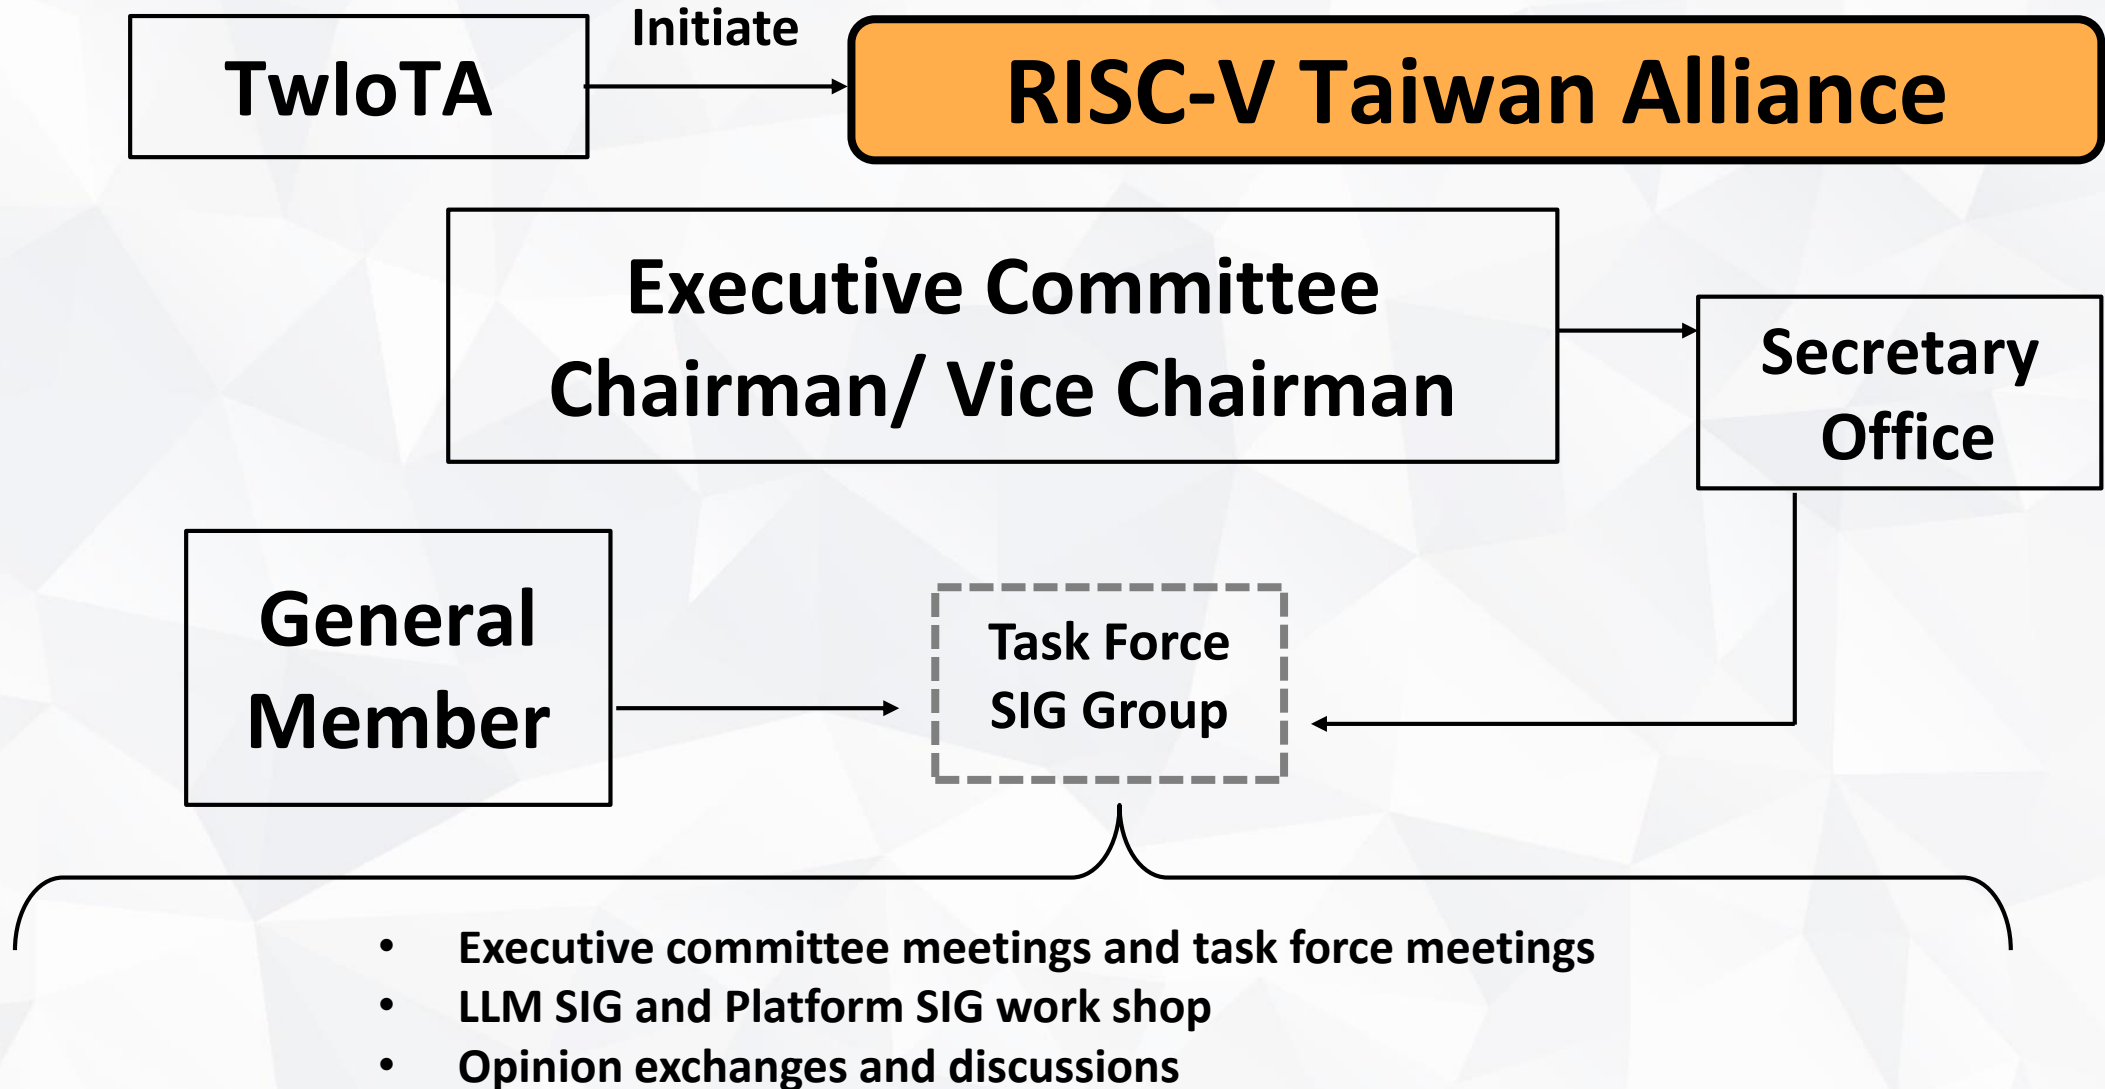 TwIoTA
Initiate
RISC-V Taiwan Alliance
Executive Committee
Chairman/ Vice Chairman
Secretary
Office
General
Member
Task Force
SIG Group
• Executive committee meetings and task force meetings
• LLM SIG and Platform SIG work shop
• Opinion exchanges and discussions